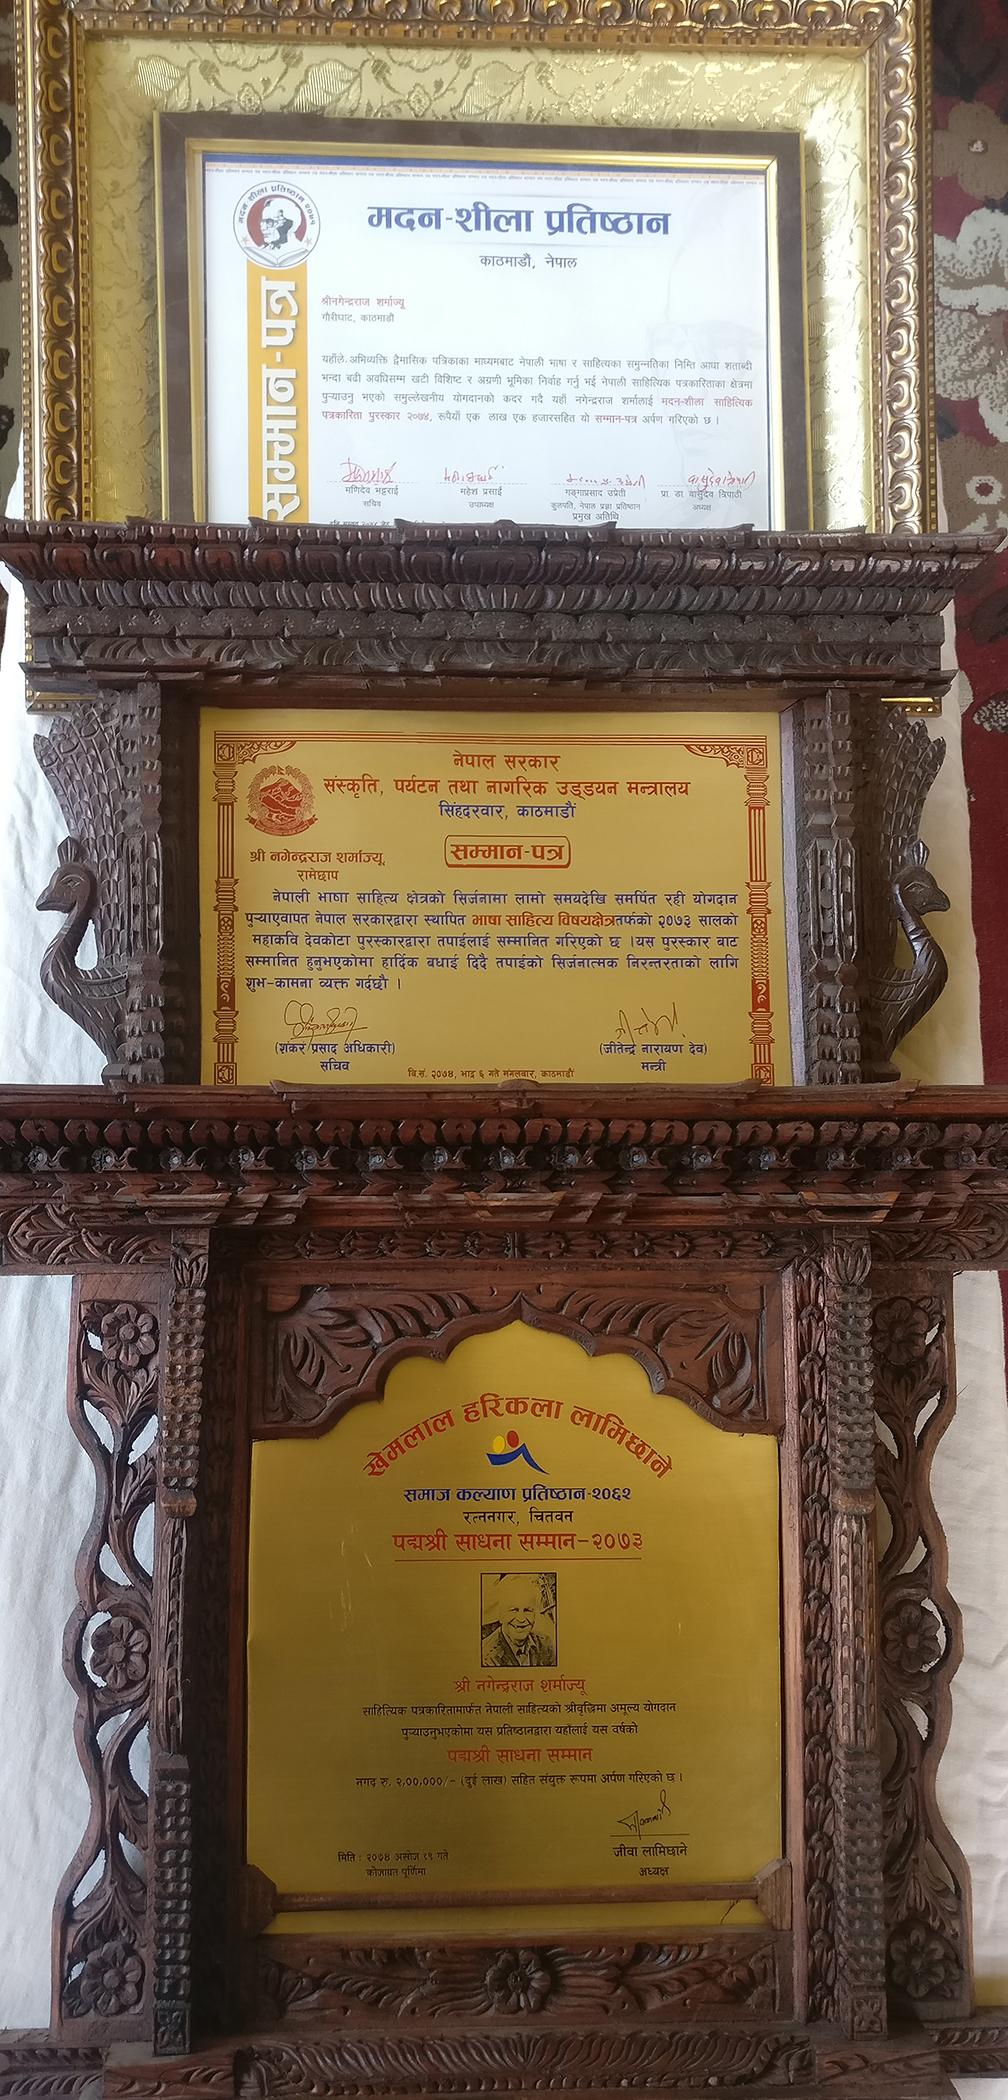 मदन-शीला प्रतिष्ठान
काठमाडौं, नेपाल
सम्मान-पत्र
श्रीनगेन्द्रराज शर्माज्यू
गौरीघाट, काठमाडौं
यहाँले अभिव्यक्ति द्वैमासिक पत्रिकाका माध्यमबाट नेपाली भाषा र साहित्यका समुन्नतिका निम्ति आधा शताब्दी
भन्दा बढी अवधिसम्म खटी विशिष्ट र अग्रणी भूमिका निर्वाह गर्नु भई नेपाली साहित्यिक पत्रकारिताका क्षेत्रमा
पुऱ्याउनु भएको समुल्लेखनीय योगदानको कदर गर्दै यहाँ नगेन्द्रराज शर्मालाई मदन-शीला साहित्यिक
पत्रकारिता पुरस्कार २०७४, रूपैयाँ एक लाख एक हजारसहित यो सम्मान-पत्र अर्पण गरिएको छ ।
मणिदेव भट्टराई
सचिव
महेश प्रसाई
उपाध्यक्ष
गङ्गाप्रसाद उप्रेती
कुलपति, नेपाल प्रज्ञा प्रतिष्ठान
प्रमुख अतिथि
प्रा. डा वासुदेव त्रिपाठी
अध्यक्ष
नेपाल सरकार
संस्कृति, पर्यटन तथा नागरिक उड्डयन मन्त्रालय
सिंहदरवार, काठमाडौं
सम्मान-पत्र
श्री नगेन्द्रराज शर्माज्यू,
रामेछाप
नेपाली भाषा साहित्य क्षेत्रको सिर्जनामा लामो समयदेखि समर्पित रही योगदान
पुऱ्याएवापत नेपाल सरकारद्वारा स्थापित भाषा साहित्य विषयक्षेत्रतर्फको २०७३ सालको
महाकवि देवकोटा पुरस्कारद्वारा तपाईलाई सम्मानित गरिएको छ ।यस पुरस्कार बाट
सम्मानित हुनुभएकोमा हार्दिक बधाई दिदै तपाईको सिर्जनात्मक निरन्तरताको लागि
शुभ-कामना व्यक्त गर्दछौ ।
(शंकर प्रसाद अधिकारी)
सचिव
(जीतेन्द्र नारायण देव)
मन्त्री
वि.सं. २०७४, भाद्र ६ गते मंगलवार, काठमाडौं
खेमलाल हरिकला लामिछाने
समाज कल्याण प्रतिष्ठान-२०६२
रत्ननगर, चितवन
पद्मश्री साधना सम्मान-२०७३
श्री नगेन्द्रराज शर्माज्यू
साहित्यिक पत्रकारितामार्फत नेपाली साहित्यको श्रीवृद्धिमा अमूल्य योगदान
पुऱ्याउनुभएकोमा यस प्रतिष्ठानद्वारा यहाँलाई यस वर्षको
पद्मश्री साधना सम्मान
नगद रु. २,00,000/- (दुई लाख) सहित संयुक्त रूपमा अर्पण गरिएको छ ।
जीवा लामिछाने
अध्यक्ष
मिति : २०७४ असोज १९ गते
कोजाग्रत पूर्णिमा